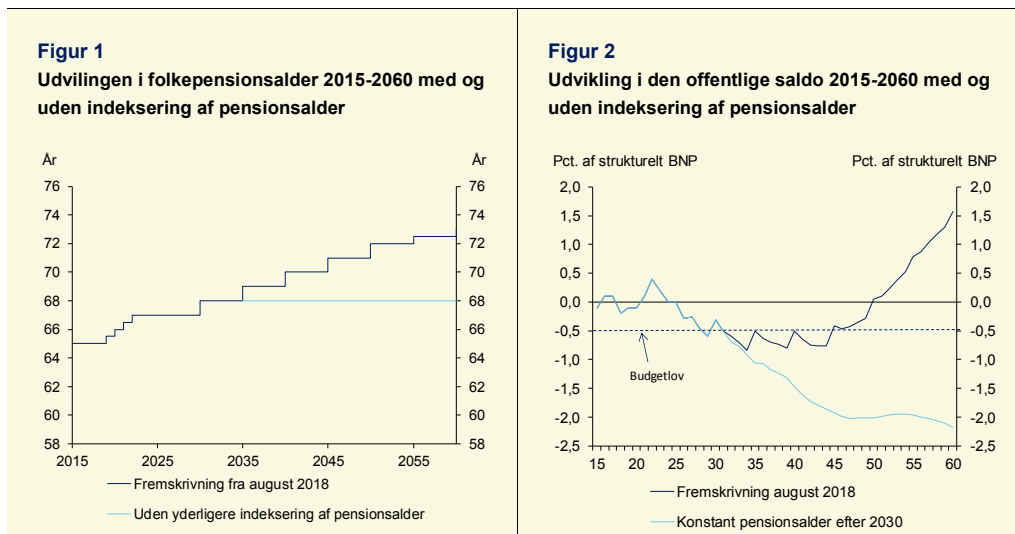 Figur 1
Udvilingen i folkepensionsalder 2015-2060 med og
uden indeksering af pensionsalder
År År
76 76
74 74
72 72
70 70
68 68
66 66
64 64
62 62
60 60
58 58
2015 2025 2035 2045 2055
Fremskrivning fra august 2018
Uden yderligere indeksering af pensionsalder
Figur 2
Udvikling i den offentlige saldo 2015-2060 med og
uden indeksering af pensionsalder
Pct. af strukturelt BNP Pct. af strukturelt BNP
2,0 2,0
1,5 1,5
1,0 1,0
0,5 0,5
0,0 0,0
-0,5 -0,5
-1,0 -1,0
Budgetlov
-1,5 -1,5
-2,0 -2,0
-2,5 -2,5
15 20 25 30 35 40 45 50 55 60
Fremskrivning august 2018
Konstant pensionsalder efter 2030